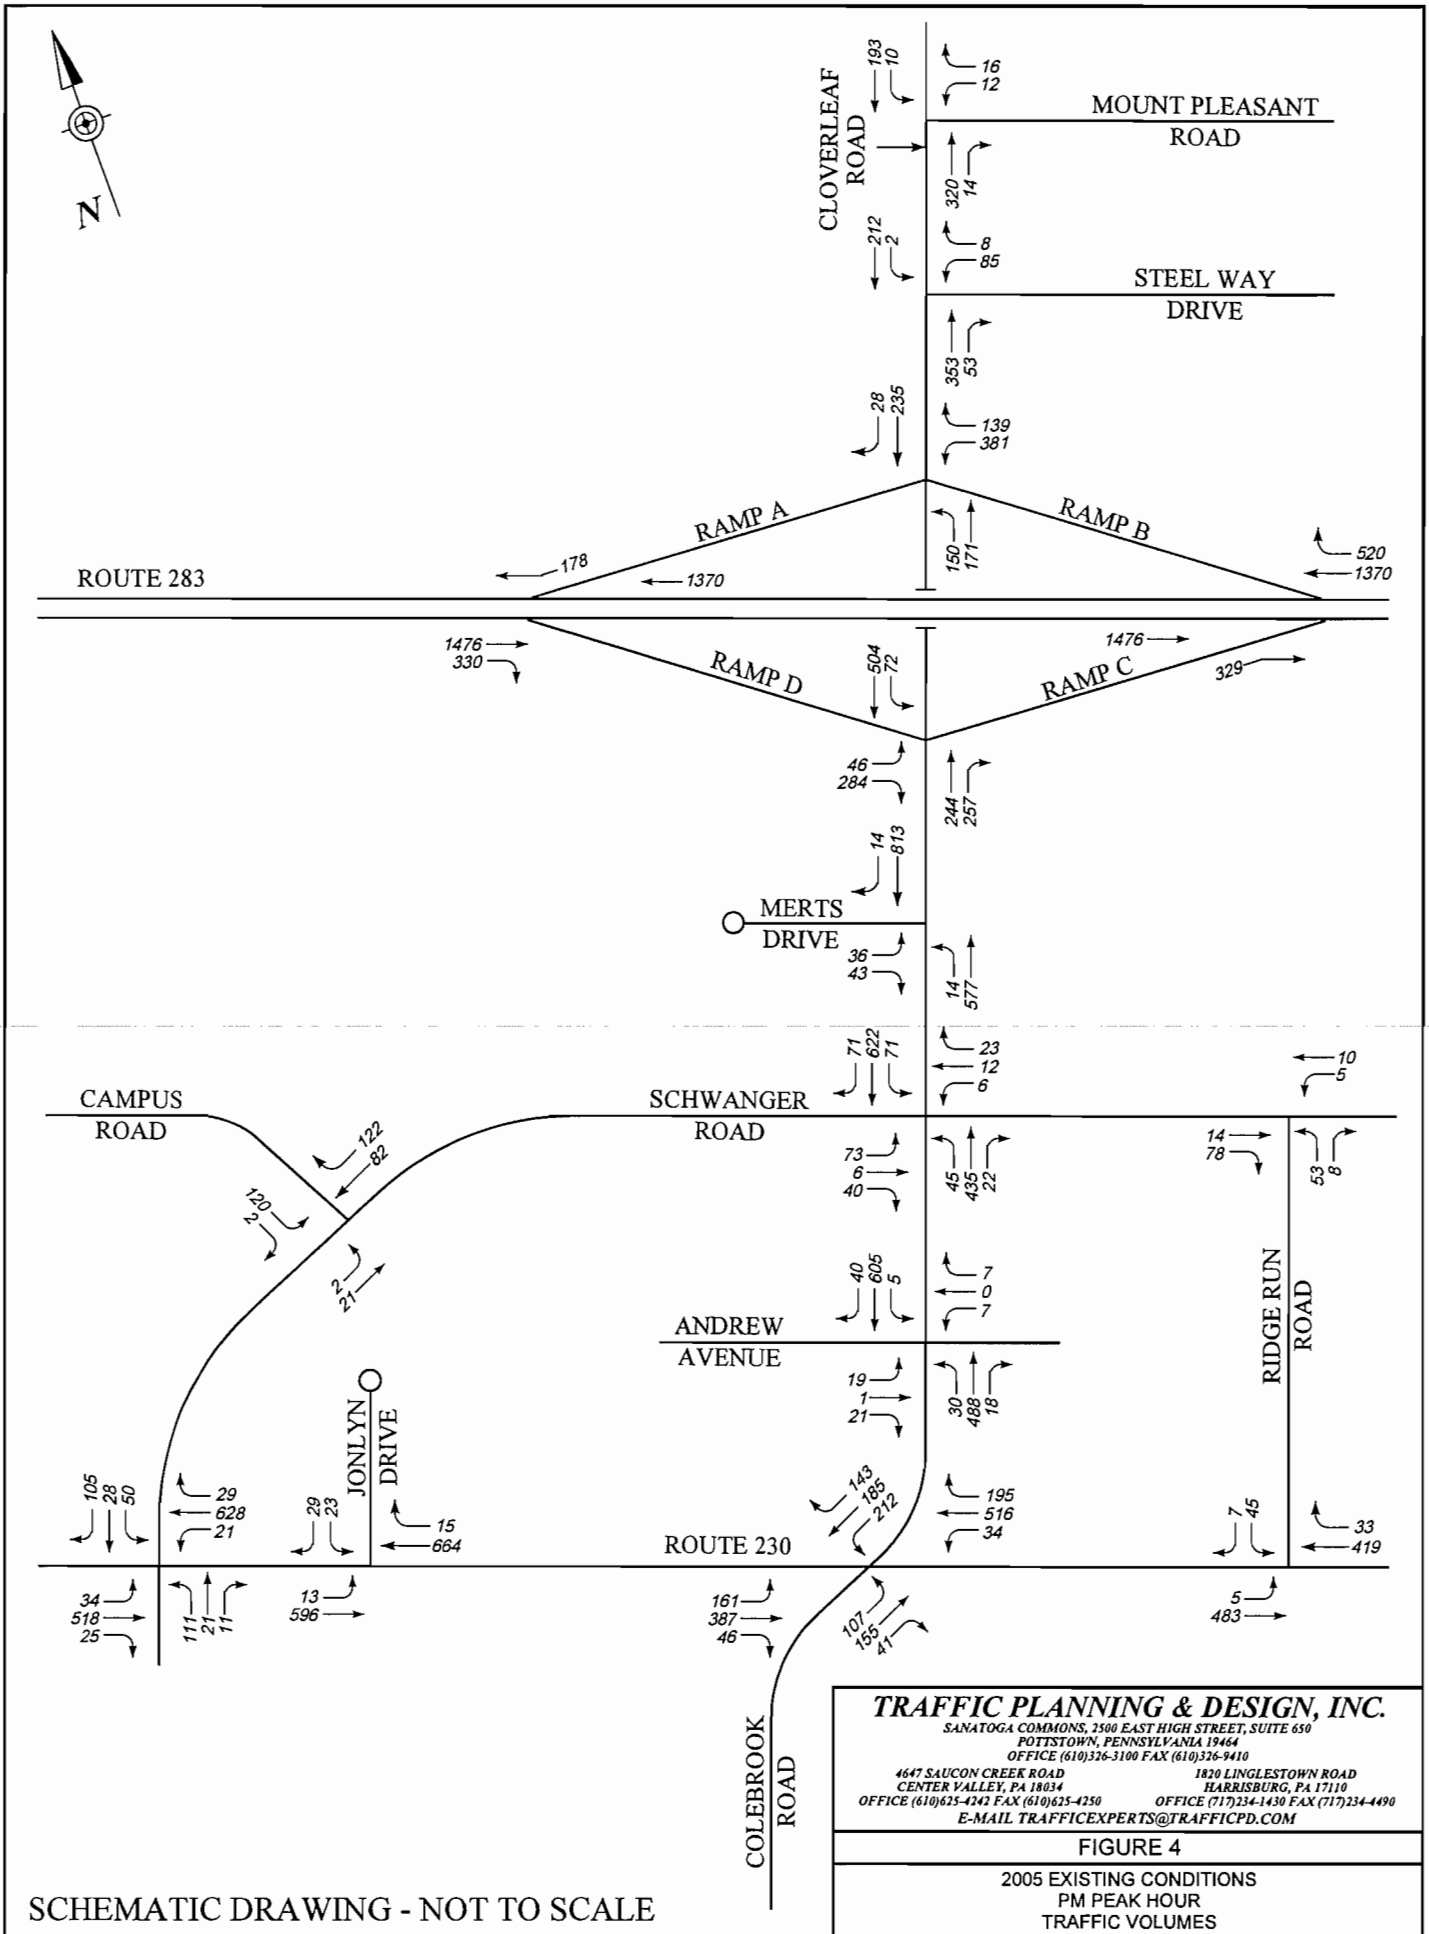 193
10
16
12
CLOVERLEAF
ROAD
MOUNT PLEASANT
ROAD
320
14
N
212
2
8
85
STEEL WAY
DRIVE
353
53
28
235
139
381
RAMP A
RAMP B
150
171
178
1370
520
1370
ROUTE 283
1476
330
1476
329
RAMP D
RAMP C
504
72
46
284
244
257
14
813
MERTS
DRIVE
36
43
14
577
71
622
71
23
12
6
10
5
CAMPUS
ROAD
SCHWANGER
ROAD
122
82
73
6
40
45
435
22
14
78
53
8
120
2
2
21
40
605
5
7
0
7
RIDGE RUN
ROAD
ANDREW
AVENUE
19
1
21
30
488
18
JONLYN
DRIVE
105
28
50
29
628
21
29
23
15
664
143
185
212
195
516
34
7
45
33
419
ROUTE 230
34
518
25
111
21
11
13
596
161
387
46
107
155
41
5
483
COLEBROOK
ROAD
TRAFFIC PLANNING & DESIGN, INC.
SANATOGA COMMONS, 2500 EAST HIGH STREET, SUITE 650
POTTSTOWN, PENNSYLVANIA 19464
OFFICE (610)326-3100 FAX (610)326-9410
4647 SAUCON CREEK ROAD
CENTER VALLEY, PA 18034
OFFICE (610)625-4242 FAX (610)625-4250
1820 LINGLESTOWN ROAD
HARRISBURG, PA 17110
OFFICE (717)234-1430 FAX (717)234-4490
E-MAIL TRAFFICEXPERTS@TRAFFICPD.COM
FIGURE 4
2005 EXISTING CONDITIONS
PM PEAK HOUR
TRAFFIC VOLUMES
SCHEMATIC DRAWING - NOT TO SCALE